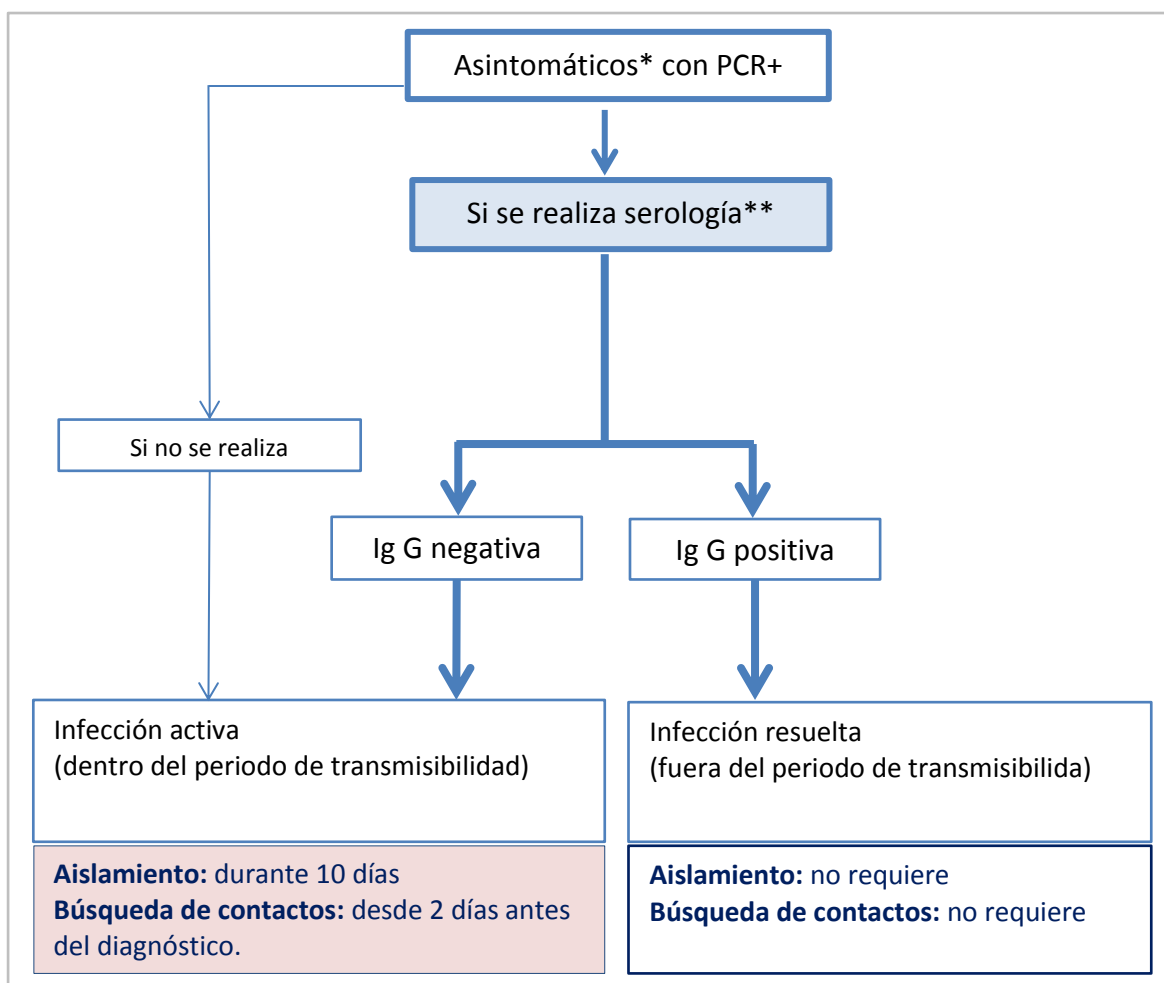 Asintomáticos* con PCR+
Si se realiza serología**
Si no se realiza
Ig G negativa
Ig G positiva
Infección activa
(dentro del periodo de transmisibilidad)
Aislamiento: durante 10 días
Búsqueda de contactos: desde 2 días antes
del diagnóstico.
Infección resuelta
(fuera del periodo de transmisibilida)
Aislamiento: no requiere
Búsqueda de contactos: no requiere